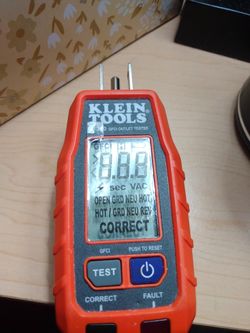 KLEIN
TOOLS
GFCI OUTLET TESTER
GFCI
8.8.8
sec VAC
OPEN GRD NEU HOT
HOT / GRD NEU REV
CORRECT
GFCI PUSH TO RESET
TEST
CORRECT FAULT